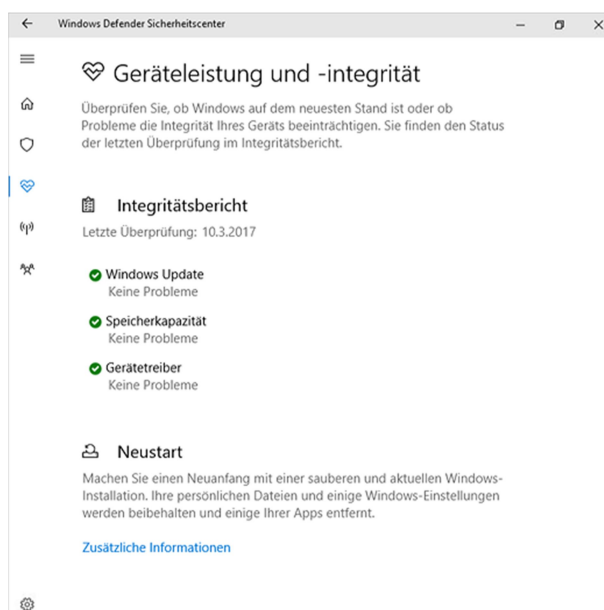 Windows Defender Sicherheitscenter
Geräteleistung und -integrität
Überprüfen Sie, ob Windows auf dem neuesten Stand ist oder ob
Probleme die Integrität Ihres Geräts beeinträchtigen. Sie finden den Status
der letzten Überprüfung im Integritätsbericht.
Integritätsbericht
Letzte Überprüfung: 10.3.2017
Windows Update
Keine Probleme
Speicherkapazität
Keine Probleme
Gerätetreiber
Keine Probleme
Neustart
Machen Sie einen Neuanfang mit einer sauberen und aktuellen Windows-
Installation. Ihre persönlichen Dateien und einige Windows-Einstellungen
werden beibehalten und einige Ihrer Apps entfernt.
Zusätzliche Informationen